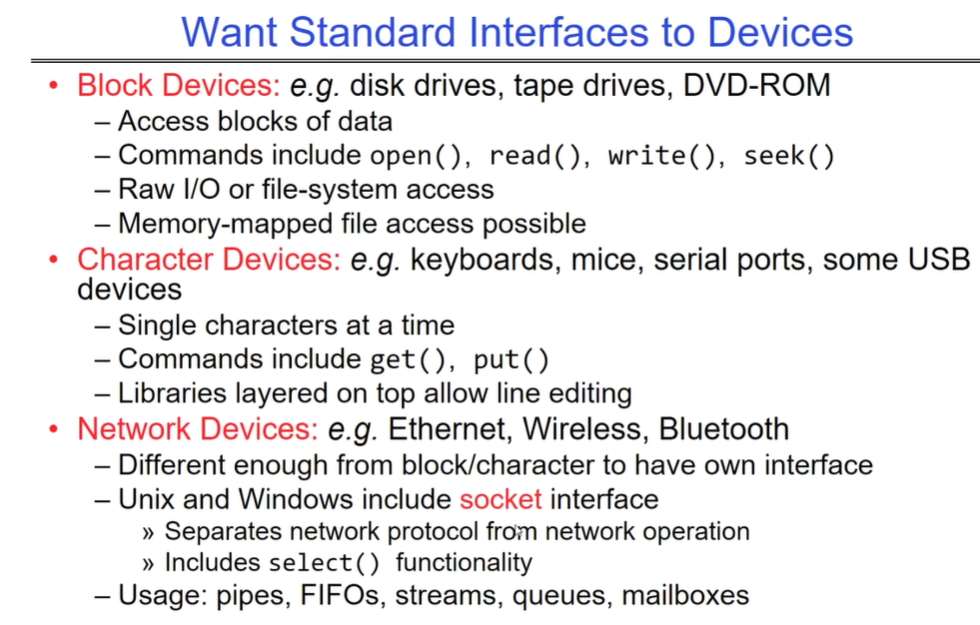 Want Standard Interfaces to Devices
• Block Devices: e.g. disk drives, tape drives, DVD-ROM
– Access blocks of data
– Commands include open(), read(), write(), seek()
– Raw I/O or file-system access
– Memory-mapped file access possible
• Character Devices: e.g. keyboards, mice, serial ports, some USB
devices
– Single characters at a time
– Commands include get(), put()
– Libraries layered on top allow line editing
• Network Devices: e.g. Ethernet, Wireless, Bluetooth
– Different enough from block/character to have own interface
– Unix and Windows include socket interface
» Separates network protocol from network operation
» Includes select() functionality
– Usage: pipes, FIFOs, streams, queues, mailboxes